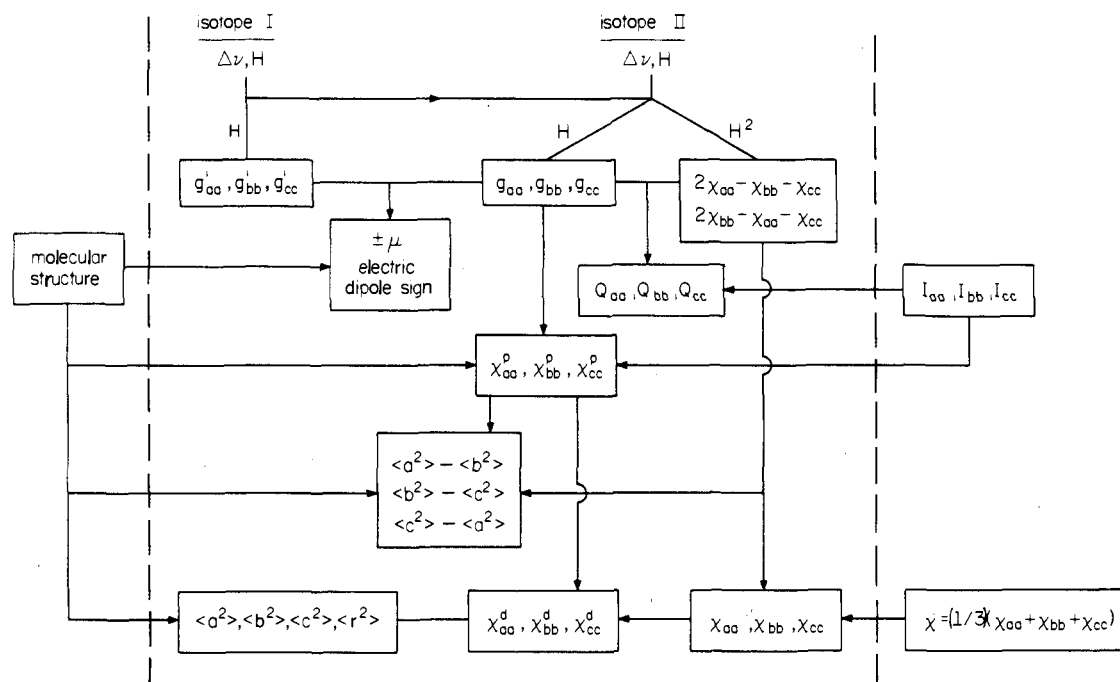 isotope I
Δν, H
isotope II
Δν, H
H
H
H²
g'aa, g'bb, g'cc
gaa, gbb, gcc
2χaa − χbb − χcc
2χbb − χaa − χcc
±μ
electric
dipole sign
molecular
structure
Qaa, Qbb, Qcc
Iaa, Ibb, Icc
χᵖaa, χᵖbb, χᵖcc
<a²> − <b²>
<b²> − <c²>
<c²> − <a²>
<a²>,<b²>,<c²>,<r²>
χᵈaa, χᵈbb, χᵈcc
χaa, χbb, χcc
χ=(1/3)(χaa + χbb + χcc)